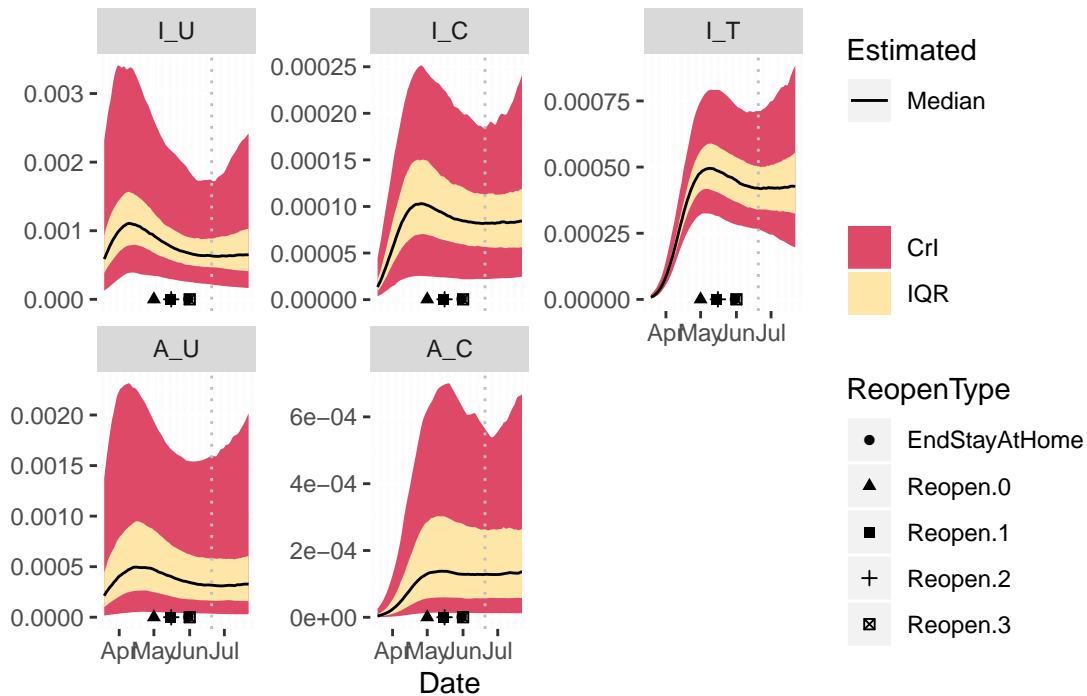 I_U
I_C
I_T
0.003
0.002
0.001
0.000
0.00025
0.00020
0.00015
0.00010
0.00005
0.00000
0.00075
0.00050
0.00025
0.00000
Apr May Jun Jul
A_U
A_C
0.0020
0.0015
0.0010
0.0005
0.0000
6e−04
4e−04
2e−04
0e+00
Apr May Jun Jul
Apr May Jun Jul
Date
Estimated
Median
CrI
IQR
ReopenType
EndStayAtHome
Reopen.0
Reopen.1
Reopen.2
Reopen.3